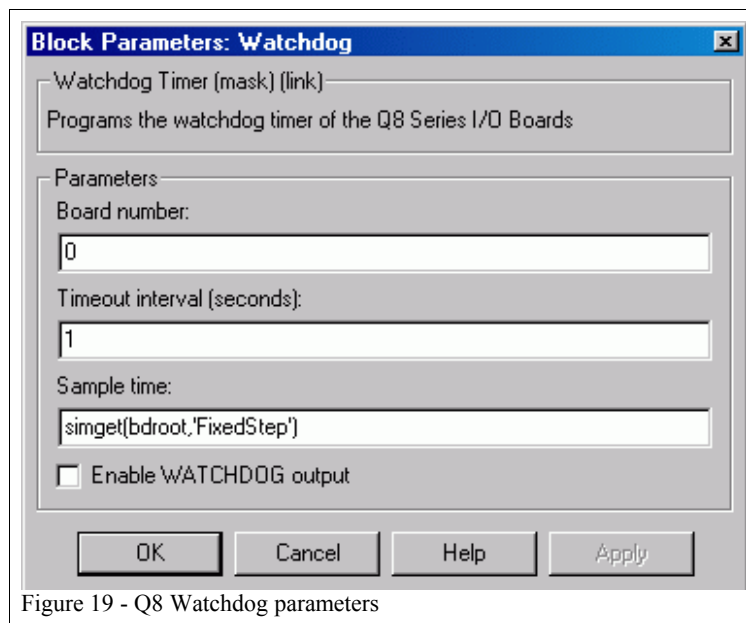 Block Parameters: Watchdog
Watchdog Timer (mask) (link)
Programs the watchdog timer of the Q8 Series I/O Boards
Parameters
Board number:
0
Timeout interval (seconds):
1
Sample time:
simget(bdroot,'FixedStep')
Enable WATCHDOG output
OK Cancel Help Apply
Figure 19 - Q8 Watchdog parameters